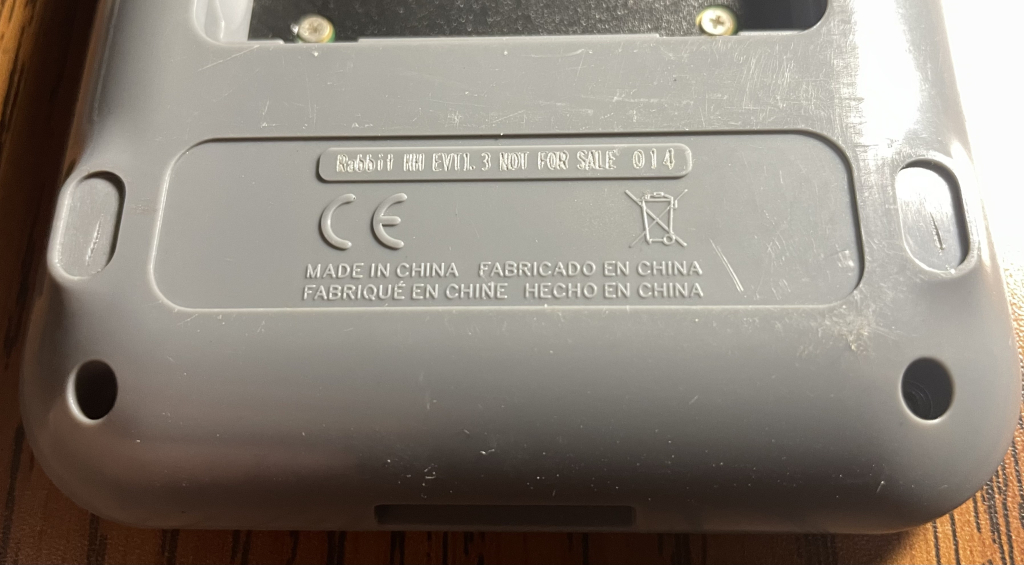 Rabbit HH EVT1.3 NOT FOR SALE 014
CE
MADE IN CHINA FABRICADO EN CHINA
FABRIQUÉ EN CHINE HECHO EN CHINA